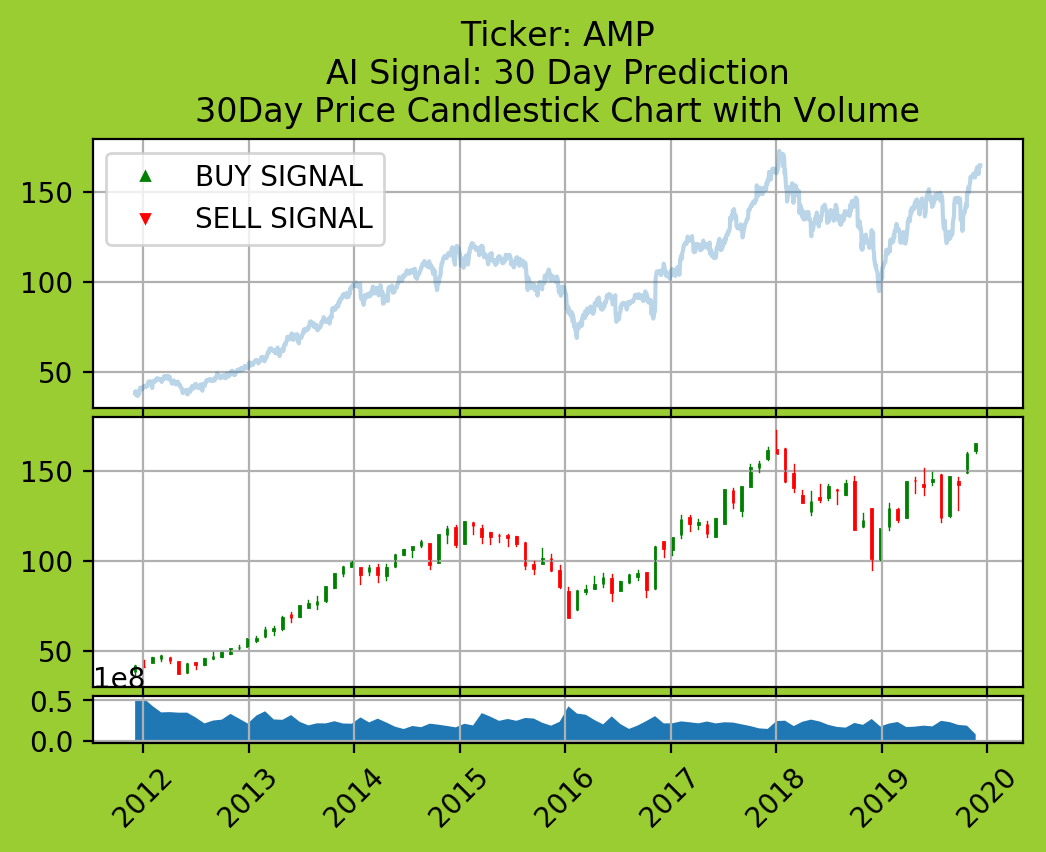 Ticker: AMP
AI Signal: 30 Day Prediction
30Day Price Candlestick Chart with Volume
BUY SIGNAL
SELL SIGNAL
150
100
50
150
100
50
1e8
0.5
0.0
2012 2013 2014 2015 2016 2017 2018 2019 2020